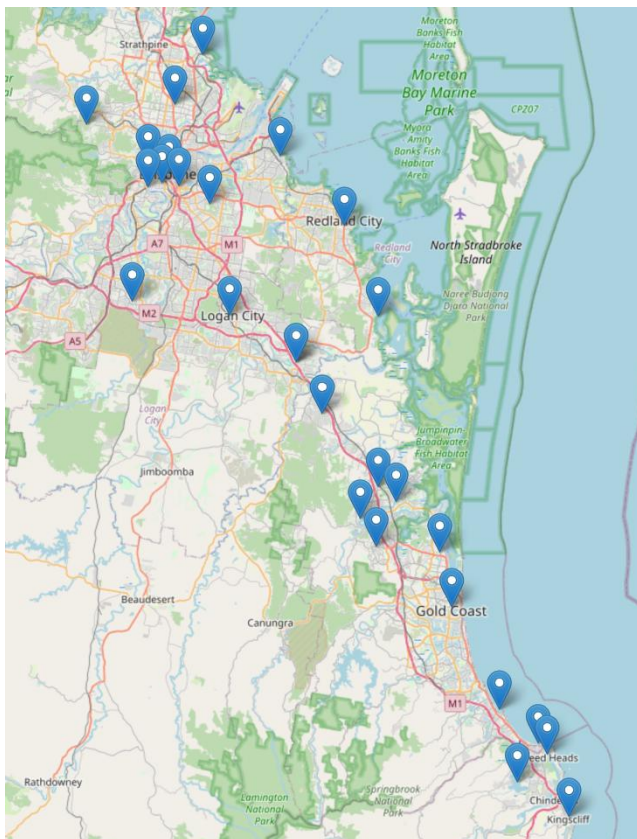 Strathpine
Moreton
Banks Fish
Habitat
Area
Moreton
Bay Marine
Park
CPZ07
Myora
Amity
Banks Fish
Habitat
Area
Redland City
Redland
City
North Stradbroke
Island
A7
M1
Naree Budjong
Djara National
Park
M2
Logan City
A5
Logan
City
Jumpinpin-
Broadwater
Fish Habitat
Area
Jimboomba
Beaudesert
Canungra
Gold Coast
M1
Rathdowney
Lamington
National
Park
Springbrook
National
Park
eed Heads
Chinde
Kingscliff